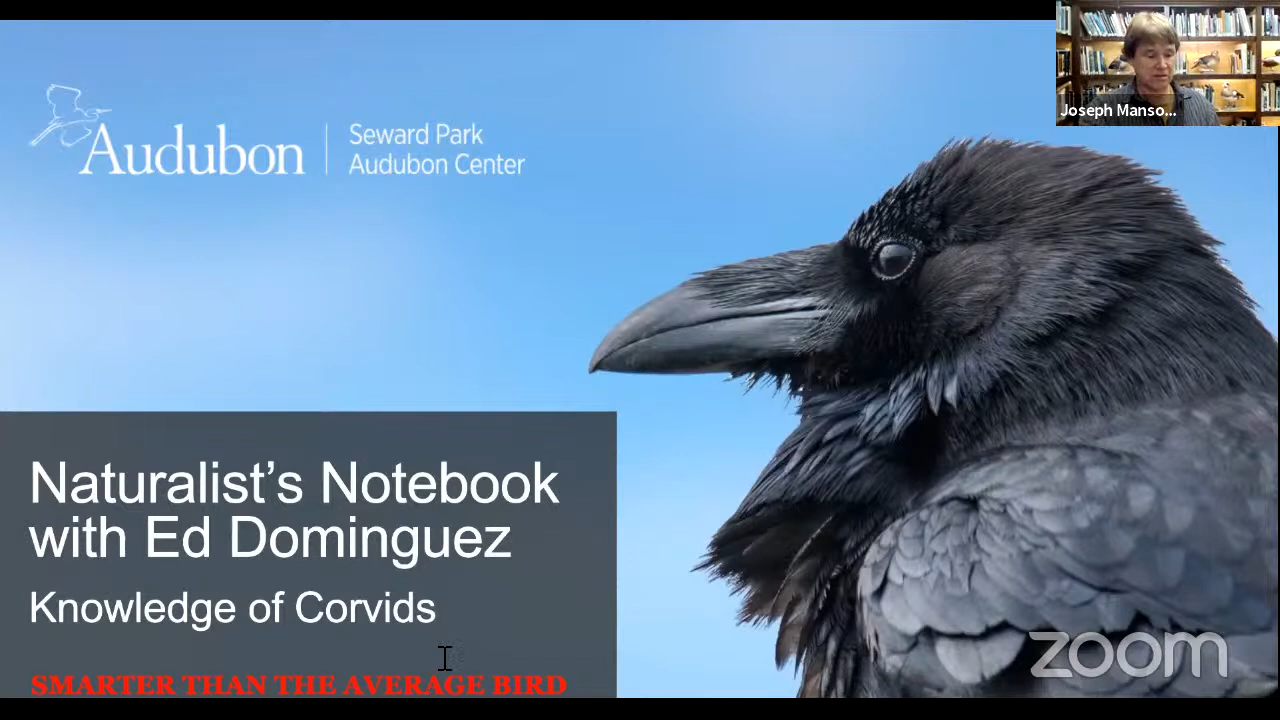 Audubon
Seward Park
Audubon Center
Joseph Manso...
Naturalist’s Notebook
with Ed Dominguez
Knowledge of Corvids
SMARTER THAN THE AVERAGE BIRD
zoom